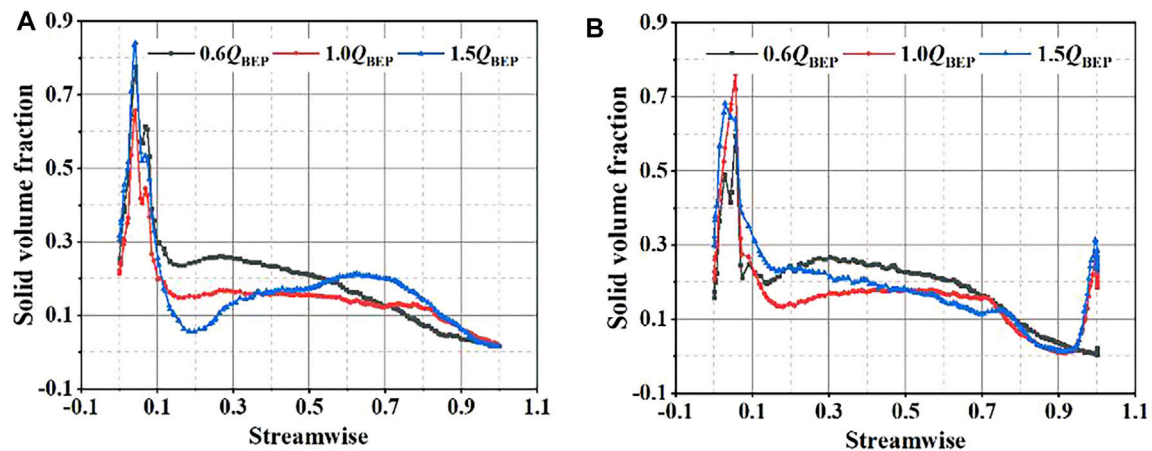 A
0.6QBEP 1.0QBEP 1.5QBEP
0.9
0.7
0.5
0.3
0.1
-0.1
Solid volume fraction
-0.1 0.1 0.3 0.5 0.7 0.9 1.1
Streamwise
B
0.6QBEP 1.0QBEP 1.5QBEP
0.9
0.7
0.5
0.3
0.1
-0.1
Solid volume fraction
-0.1 0.1 0.3 0.5 0.7 0.9 1.1
Streamwise